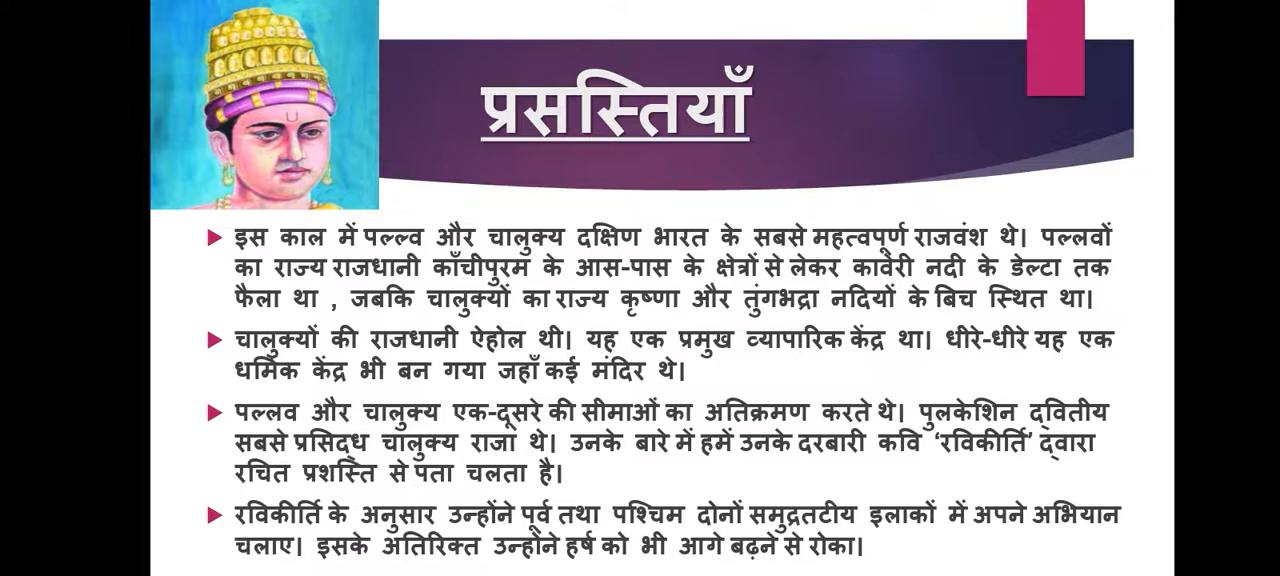 प्रसस्तियाँ
इस काल में पल्ल्व और चालुक्य दक्षिण भारत के सबसे महत्वपूर्ण राजवंश थे। पल्लवों
का राज्य राजधानी काँचीपुरम के आस-पास के क्षेत्रों से लेकर कावेरी नदी के डेल्टा तक
फैला था , जबकि चालुक्यों का राज्य कृष्णा और तुंगभद्रा नदियों के बिच स्थित था।
चालुक्यों की राजधानी ऐहोल थी। यह एक प्रमुख व्यापारिक केंद्र था। धीरे-धीरे यह एक
धर्मिक केंद्र भी बन गया जहाँ कई मंदिर थे।
पल्लव और चालुक्य एक-दूसरे की सीमाओं का अतिक्रमण करते थे। पुलकेशिन द्वितीय
सबसे प्रसिद्ध चालुक्य राजा थे। उनके बारे में हमें उनके दरबारी कवि ‘रविकीर्ति’ द्वारा
रचित प्रशस्ति से पता चलता है।
रविकीर्ति के अनुसार उन्होंने पूर्व तथा पश्चिम दोनों समुद्रतटीय इलाकों में अपने अभियान
चलाए। इसके अतिरिक्त उन्होंने हर्ष को भी आगे बढ़ने से रोका।